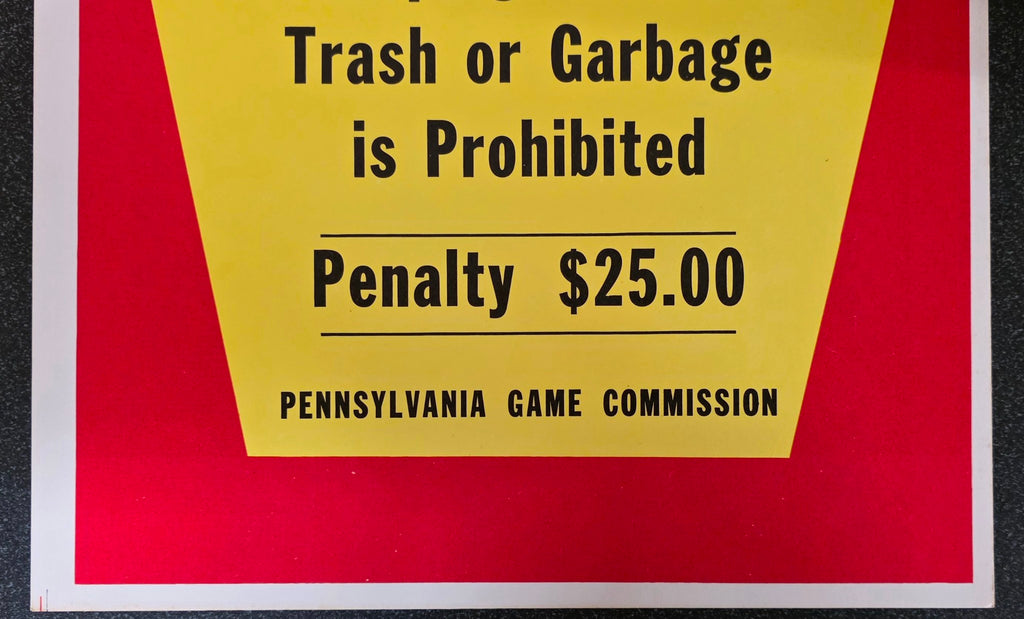 Trash or Garbage
is Prohibited
Penalty $25.00
PENNSYLVANIA GAME COMMISSION